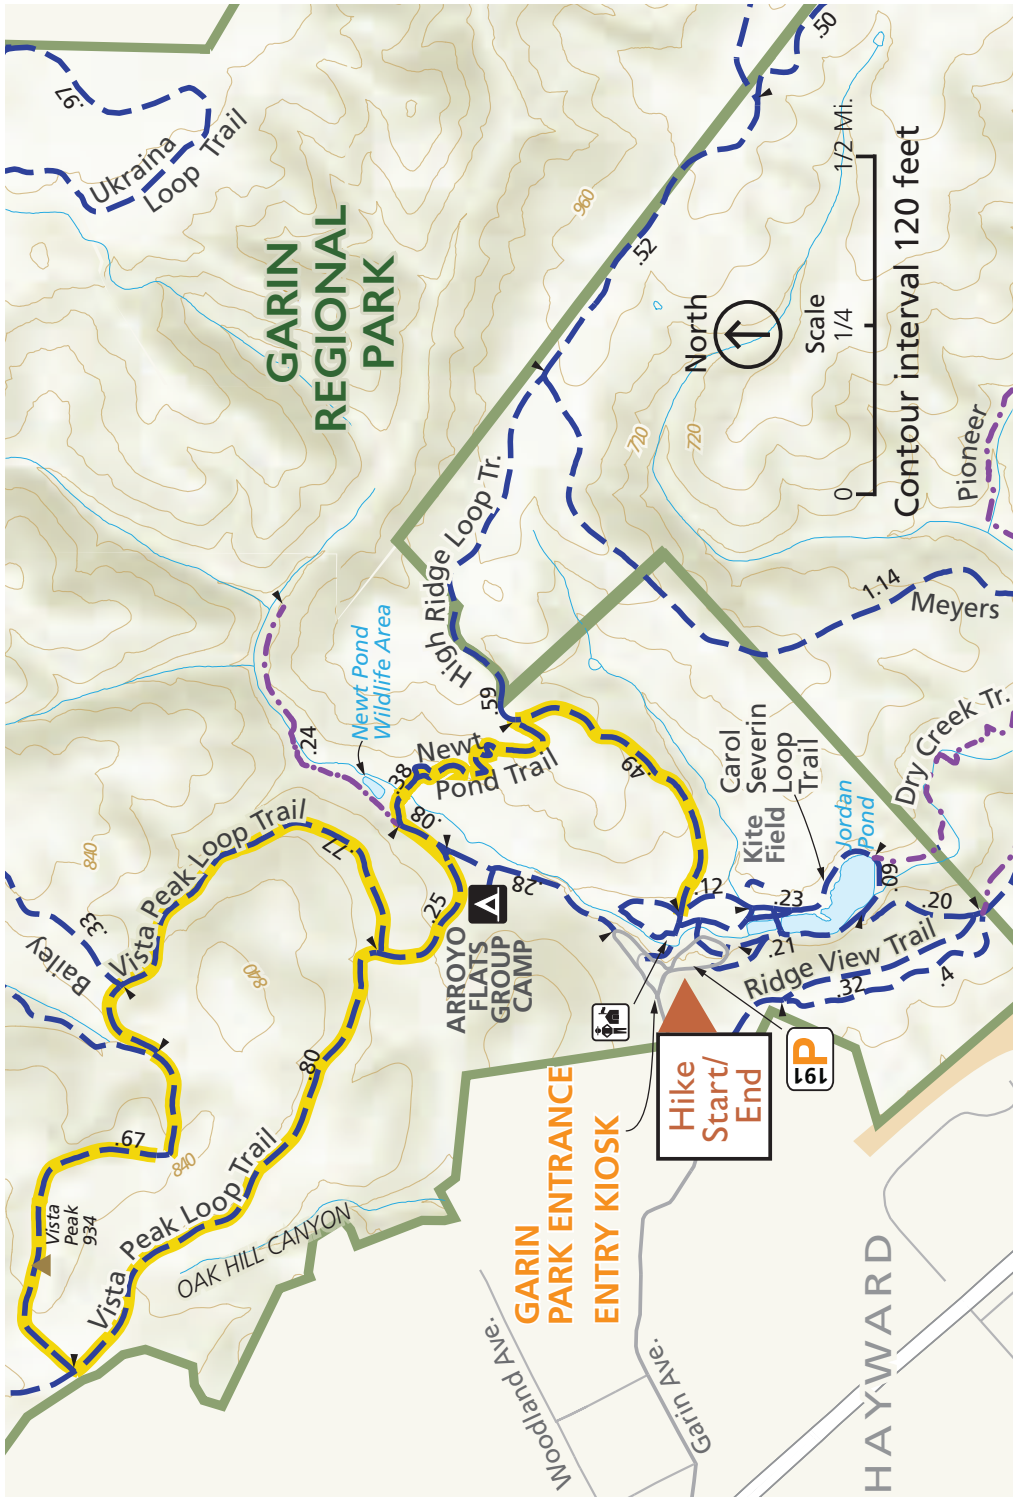 .50
.97
Ukraina
Loop
Trail
GARIN
REGIONAL
PARK
960
.52
North
Scale
0
1/4
1/2 Mi.
Contour interval 120 feet
710
720
Pioneer
High Ridge Loop Tr.
1.14
Meyers
Newt Pond
Wildlife Area
.24
.59
Newt
Pond Trail
.38
.08
.49
Carol
Severin
Loop
Trail
Kite
Field
Jordan
Pond
Dry Creek Tr.
840
Vista Peak Loop Trail
.77
.33
Bailey
.25
.28
ARROYO
FLATS
GROUP
CAMP
.12
.23
.09
.20
.21
Ridge View Trail
.32
.4
840
.80
.67
840
Vista
Peak
934
Vista Peak Loop Trail
OAK HILL CANYON
GARIN
PARK ENTRANCE
ENTRY KIOSK
Hike
Start/
End
191
P
Woodland Ave.
Garin Ave.
HAYWARD